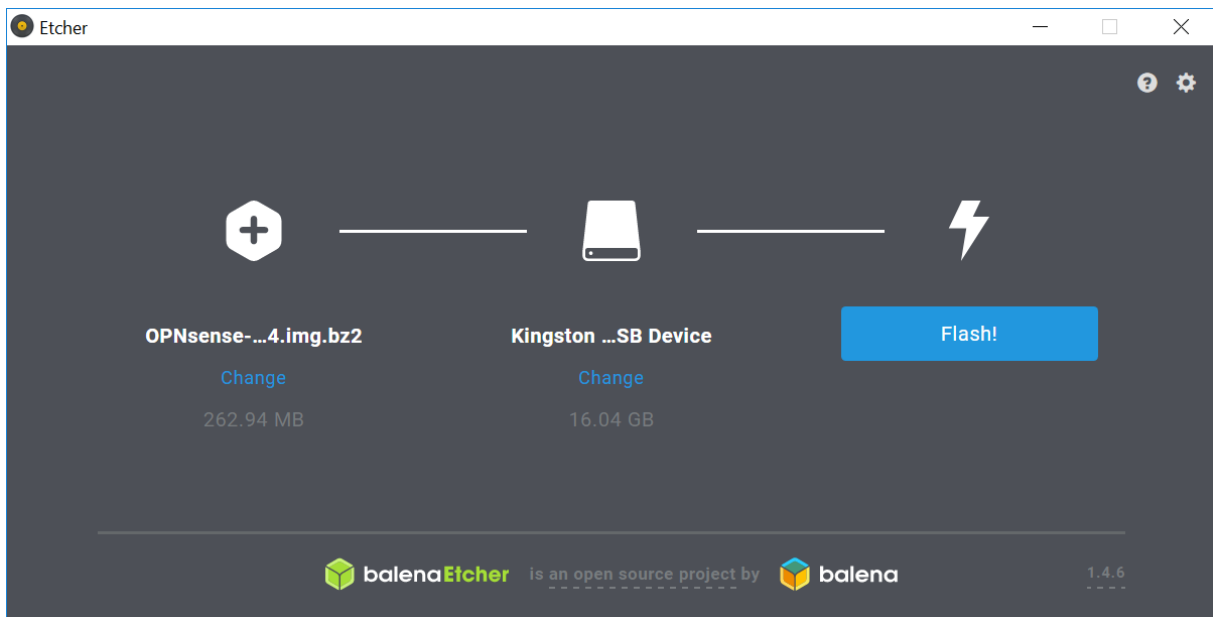 Etcher
OPNsense-...4.img.bz2
Kingston ...SB Device
Flash!
Change
Change
262.94 MB
16.04 GB
balenaEtcher is an open source project by balena
1.4.6